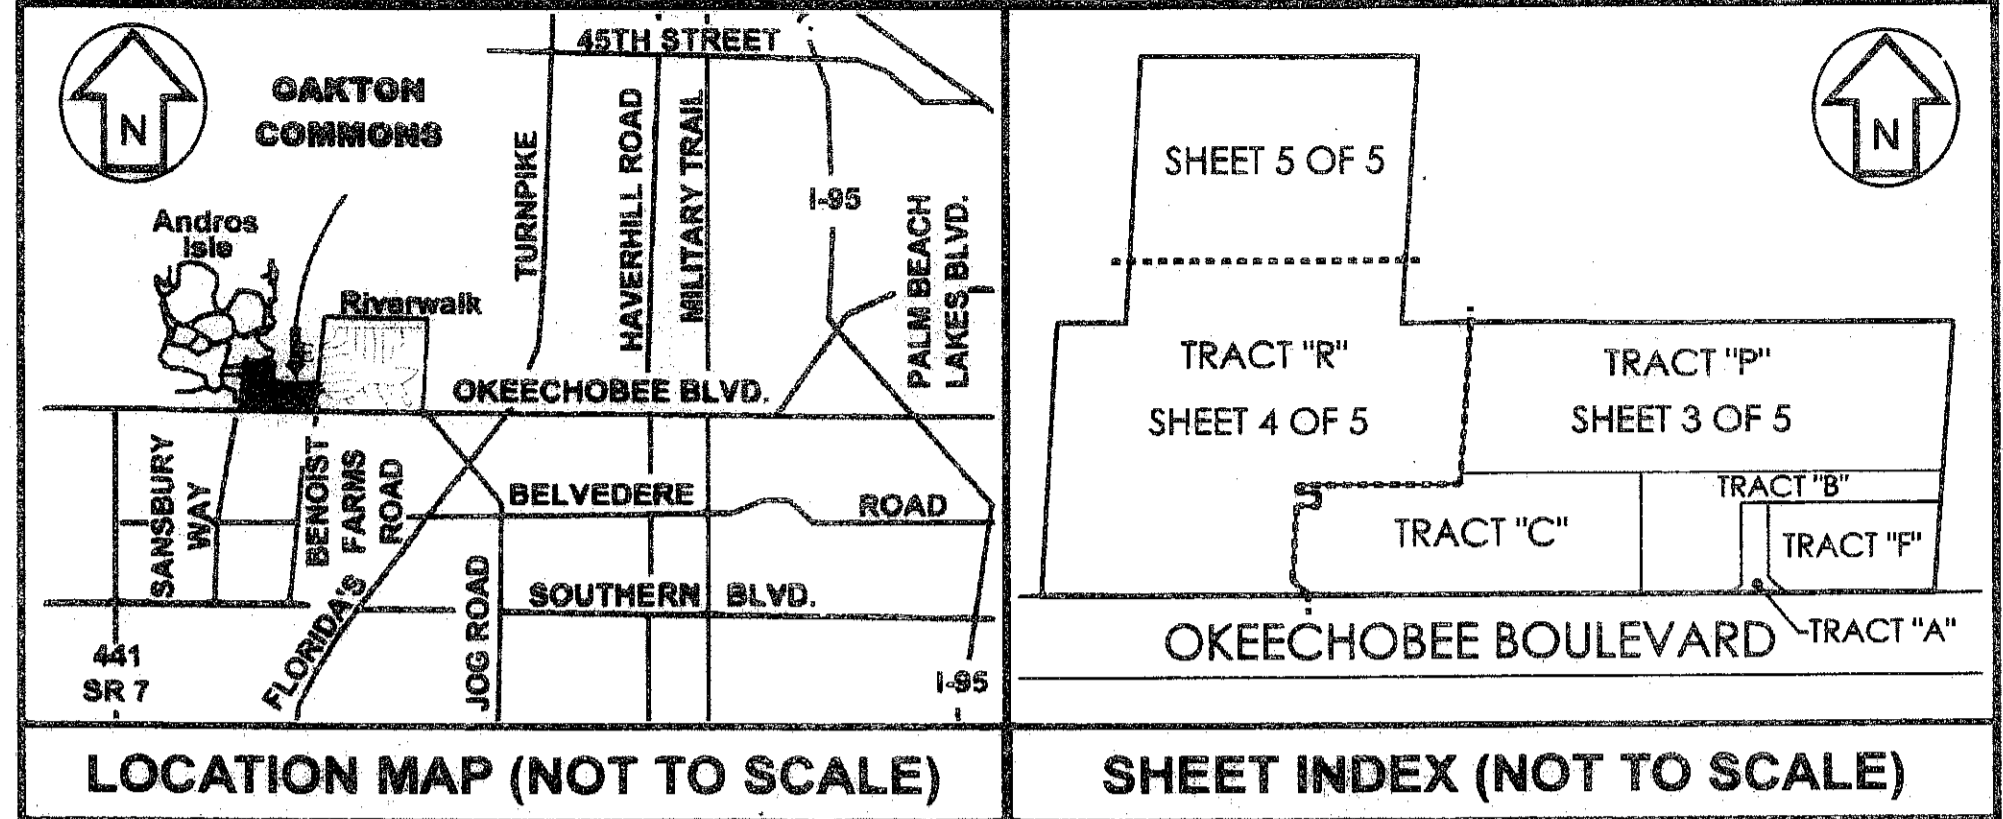 45TH STREET
OAKTON
COMMONS
N
TURNPIKE
HAVERHILL ROAD
MILITARY TRAIL
I-95
PALM BEACH
LAKES BLVD.
Andros
Isle
Riverwalk
OKEECHOBEE BLVD.
SANSBURY
WAY
BENOIST
FARMS
ROAD
BELVEDERE
ROAD
FLORIDA'S
JOG ROAD
SOUTHERN BLVD.
441
SR 7
I-95
LOCATION MAP (NOT TO SCALE)
N
SHEET 5 OF 5
TRACT "R"
SHEET 4 OF 5
TRACT "P"
SHEET 3 OF 5
TRACT "B"
TRACT "C"
TRACT "F"
OKEECHOBEE BOULEVARD
TRACT "A"
SHEET INDEX (NOT TO SCALE)